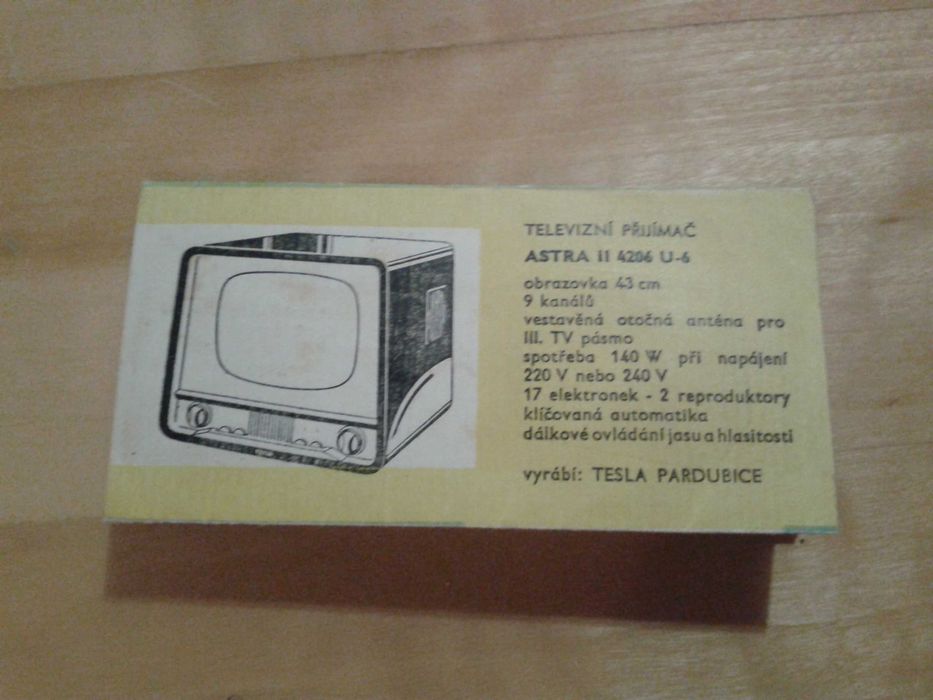 TELEVIZNÍ PŘIJÍMAČ
ASTRA II 4206 U-6
obrazovka 43 cm
9 kanálů
vestavěná otočná anténa pro
III. TV pásmo
spotřeba 140 W při napájení
220 V nebo 240 V
17 elektronek - 2 reproduktory
klíčovaná automatika
dálkové ovládání jasu a hlasitosti
vyrábí: TESLA PARDUBICE